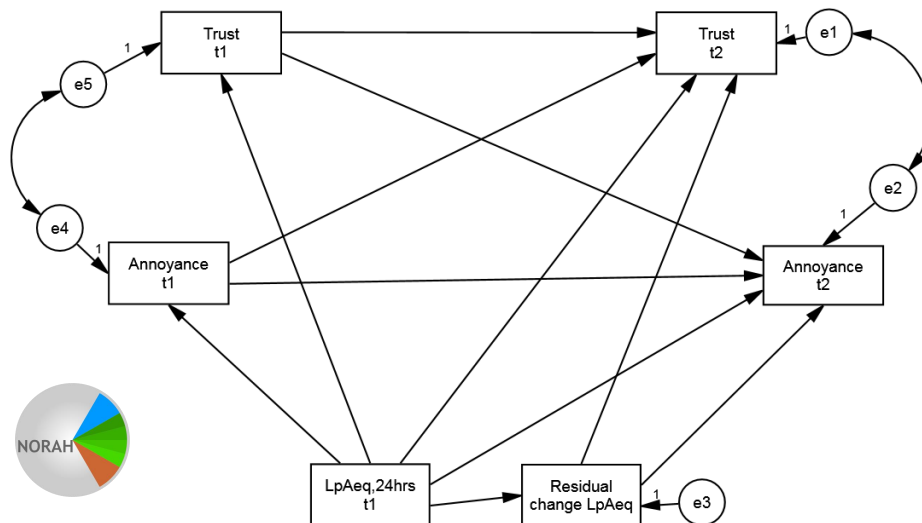 Trust
t1
Trust
t2
1
e1
1
e5
e2
1
e4
1
Annoyance
t1
Annoyance
t2
NORAH
LpAeq,24hrs
t1
Residual
change LpAeq
1
e3